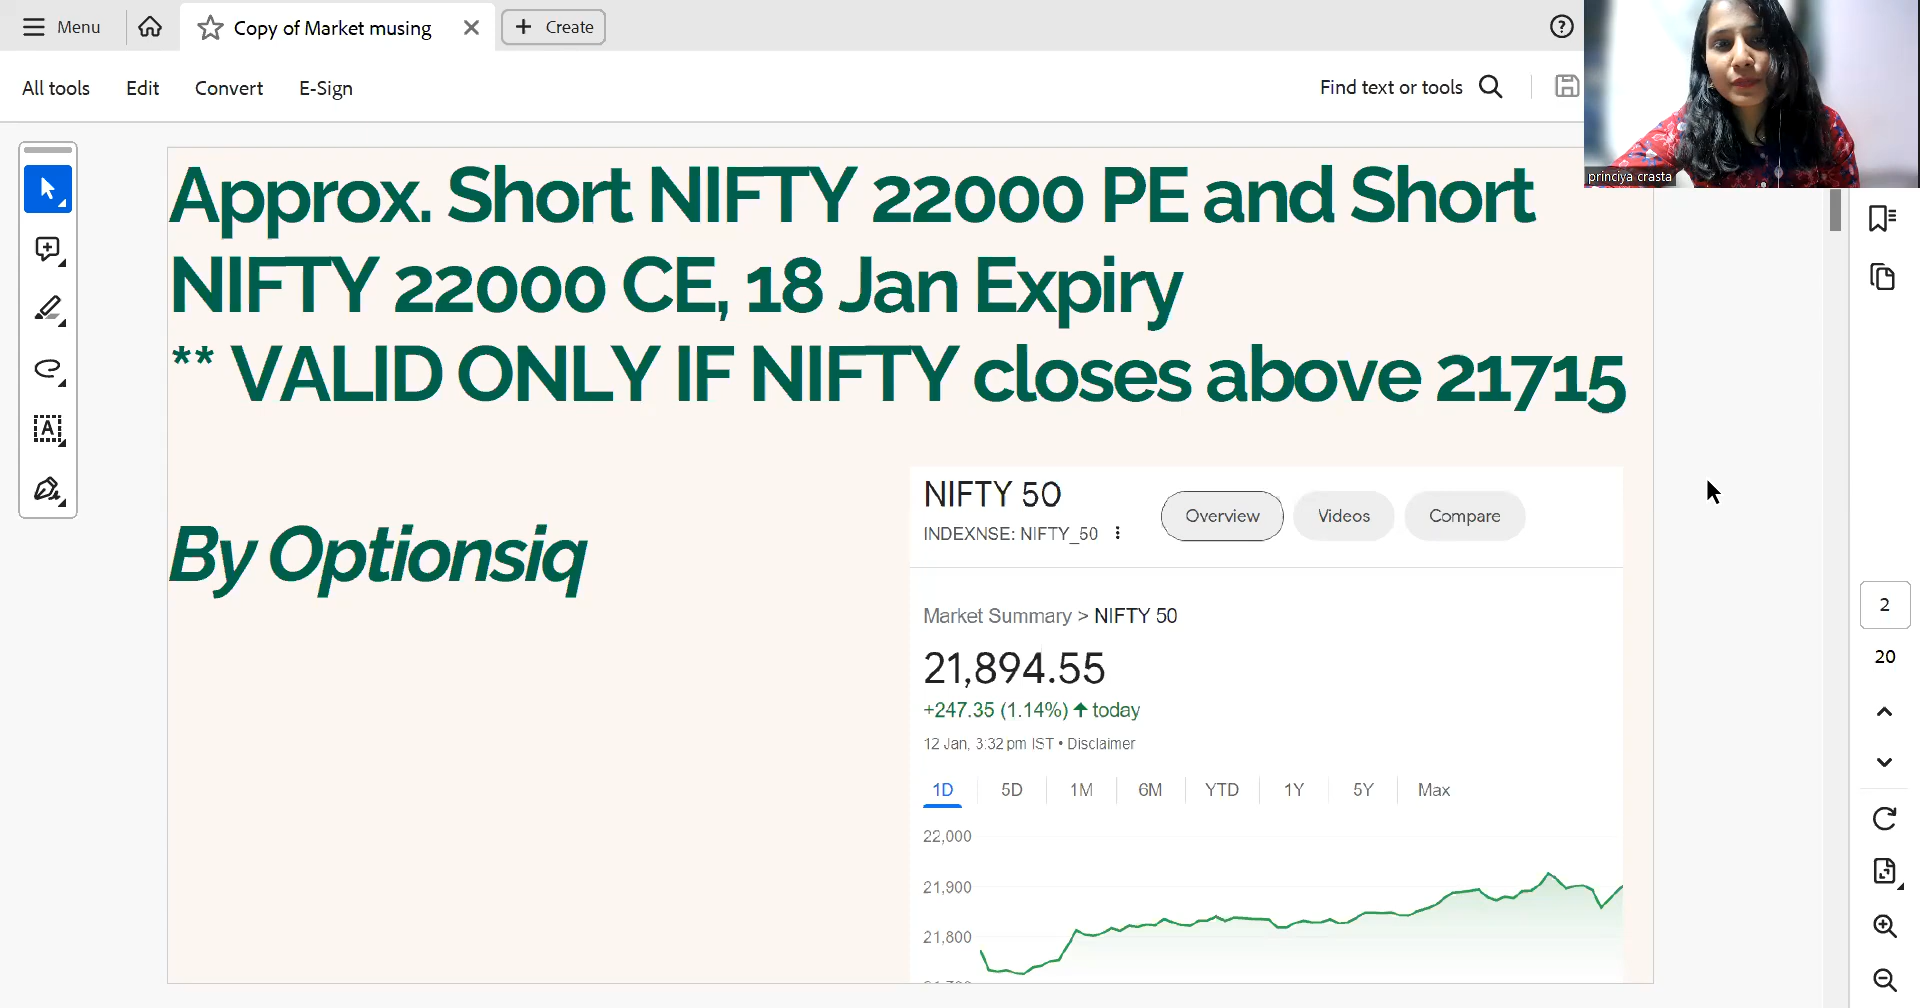 Menu
Copy of Market musing
Create
All tools
Edit
Convert
E-Sign
Find text or tools
princiya crasta
Approx. Short NIFTY 22000 PE and Short
NIFTY 22000 CE, 18 Jan Expiry
** VALID ONLY IF NIFTY closes above 21715
By Optionsiq
NIFTY 50
INDEXNSE: NIFTY_50
Overview
Videos
Compare
Market Summary > NIFTY 50
21,894.55
+247.35 (1.14%) ↑ today
12 Jan, 3:32 pm IST • Disclaimer
1D 5D 1M 6M YTD 1Y 5Y Max
22,000
21,900
21,800
2
20